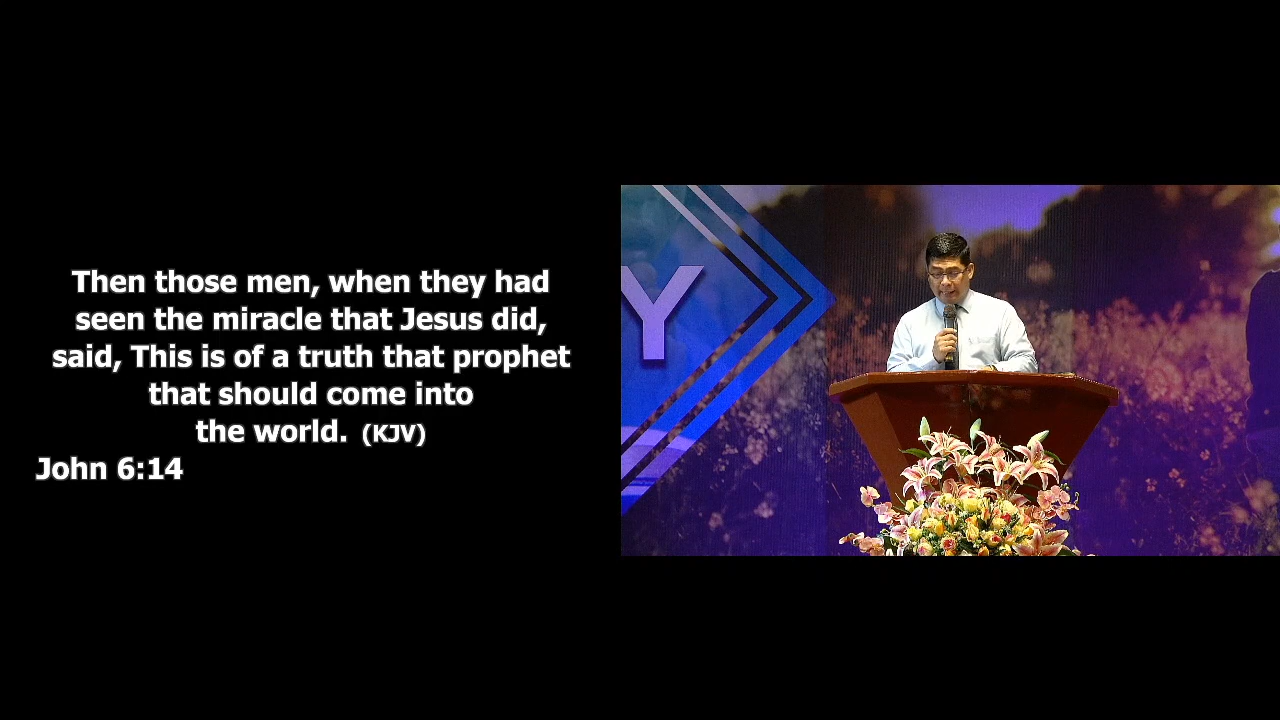 Then those men, when they had
seen the miracle that Jesus did,
said, This is of a truth that prophet
that should come into
the world. (KJV)
John 6:14
Y